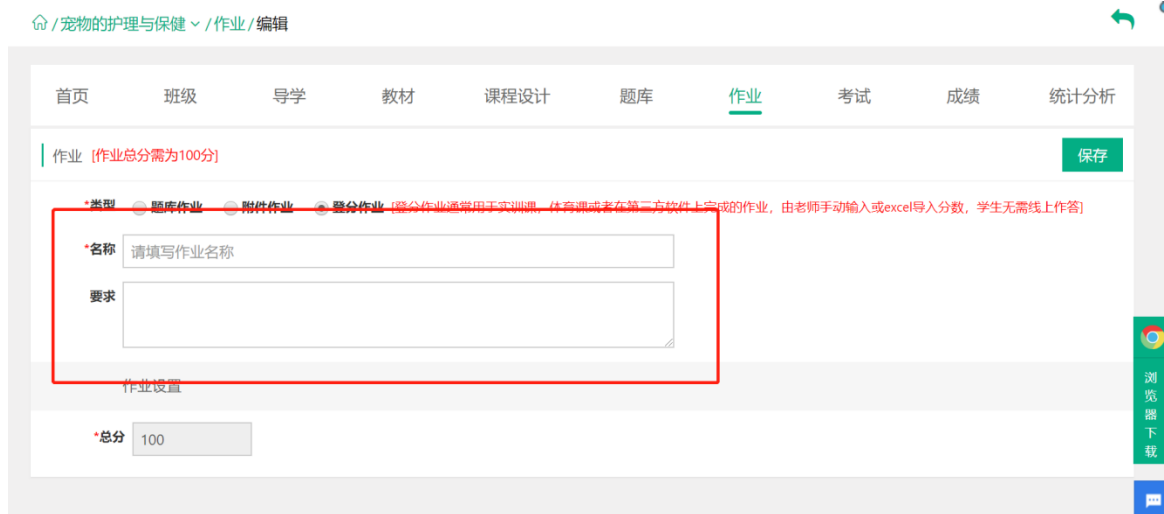 /宠物的护理与保健 /作业/编辑
首页 班级 导学 教材 课程设计 题库 作业 考试 成绩 统计分析
作业 [作业总分需为100分] 保存
*类型 题库作业 附件作业 登分作业 [登分作业通常用于实训课，体育课或者在第三方软件上完成的作业，由老师手动输入或excel导入分数，学生无需线上作答]
*名称 请填写作业名称
要求
作业设置
*总分 100
浏览器下载